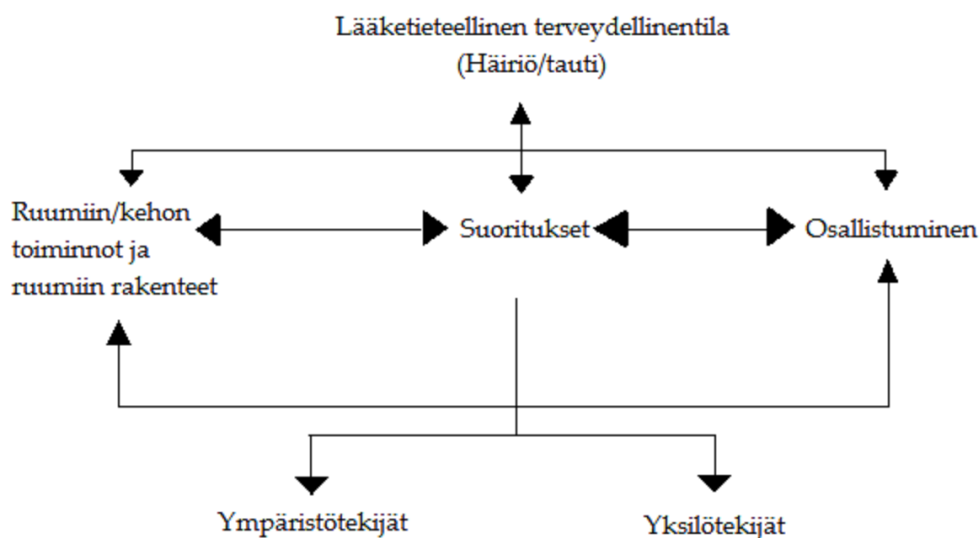 Lääketieteellinen terveydellinentila
(Häiriö/tauti)
Ruumiin/kehon
toiminnot ja
ruumiin rakenteet
Suoritukset
Osallistuminen
Ympäristötekijät
Yksilötekijät